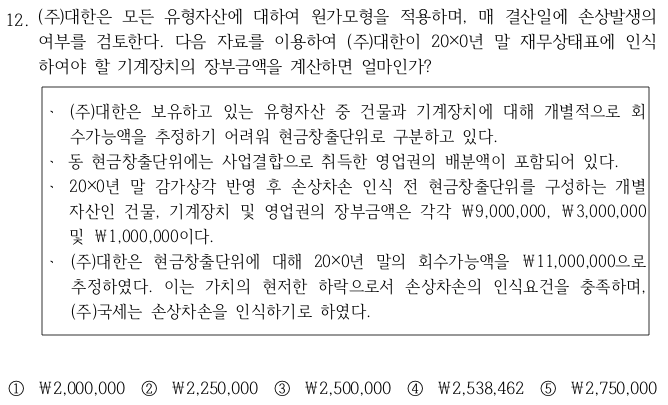 12. (주)대한은 모든 유형자산에 대하여 원가모형을 적용하며, 매 결산일에 손상발생의
여부를 검토한다. 다음 자료를 이용하여 (주)대한이 20×0년 말 재무상태표에 인식
하여야 할 기계장치의 장부금액을 계산하면 얼마인가?
、 (주)대한은 보유하고 있는 유형자산 중 건물과 기계장치에 대해 개별적으로 회
수가능액을 추정하기 어려워 현금창출단위로 구분하고 있다.
、 동 현금창출단위에는 사업결합으로 취득한 영업권의 배분액이 포함되어 있다.
、 20×0년 말 감가상각 반영 후 손상차손 인식 전 현금창출단위를 구성하는 개별
자산인 건물, 기계장치 및 영업권의 장부금액은 각각 ₩9,000,000, ₩3,000,000
및 ₩1,000,000이다.
、 (주)대한은 현금창출단위에 대해 20×0년 말의 회수가능액을 ₩11,000,000으로
추정하였다. 이는 가치의 현저한 하락으로서 손상차손의 인식요건을 충족하며,
(주)국세는 손상차손을 인식하기로 하였다.
① ₩2,000,000 ② ₩2,250,000 ③ ₩2,500,000 ④ ₩2,538,462 ⑤ ₩2,750,000